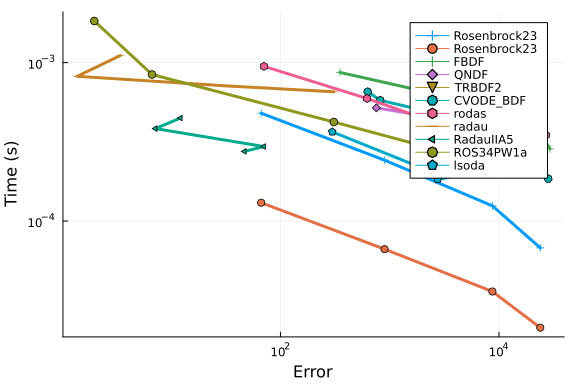 10⁻³
10⁻⁴
Time (s)
10²
10⁴
Error
Rosenbrock23
Rosenbrock23
FBDF
QNDF
TRBDF2
CVODE_BDF
rodas
radau
RadauIIA5
ROS34PW1a
lsoda